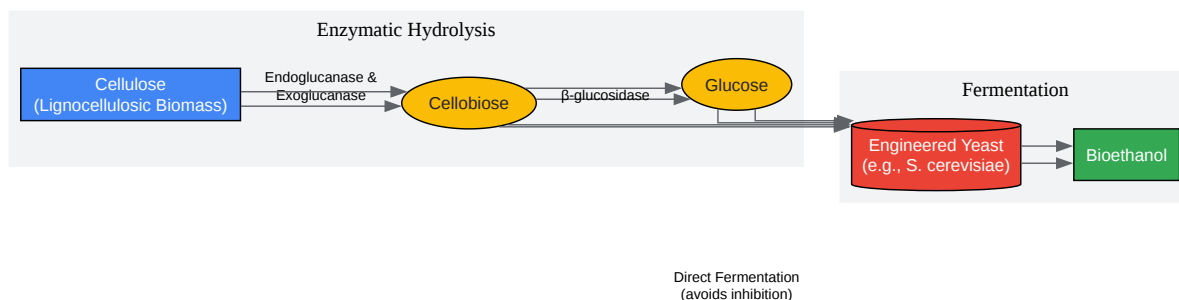 Enzymatic Hydrolysis
Cellulose
(Lignocellulosic Biomass)
Endoglucanase &
Exoglucanase
Cellobiose
β-glucosidase
Glucose
Fermentation
Engineered Yeast
(e.g., S. cerevisiae)
Bioethanol
Direct Fermentation
(avoids inhibition)